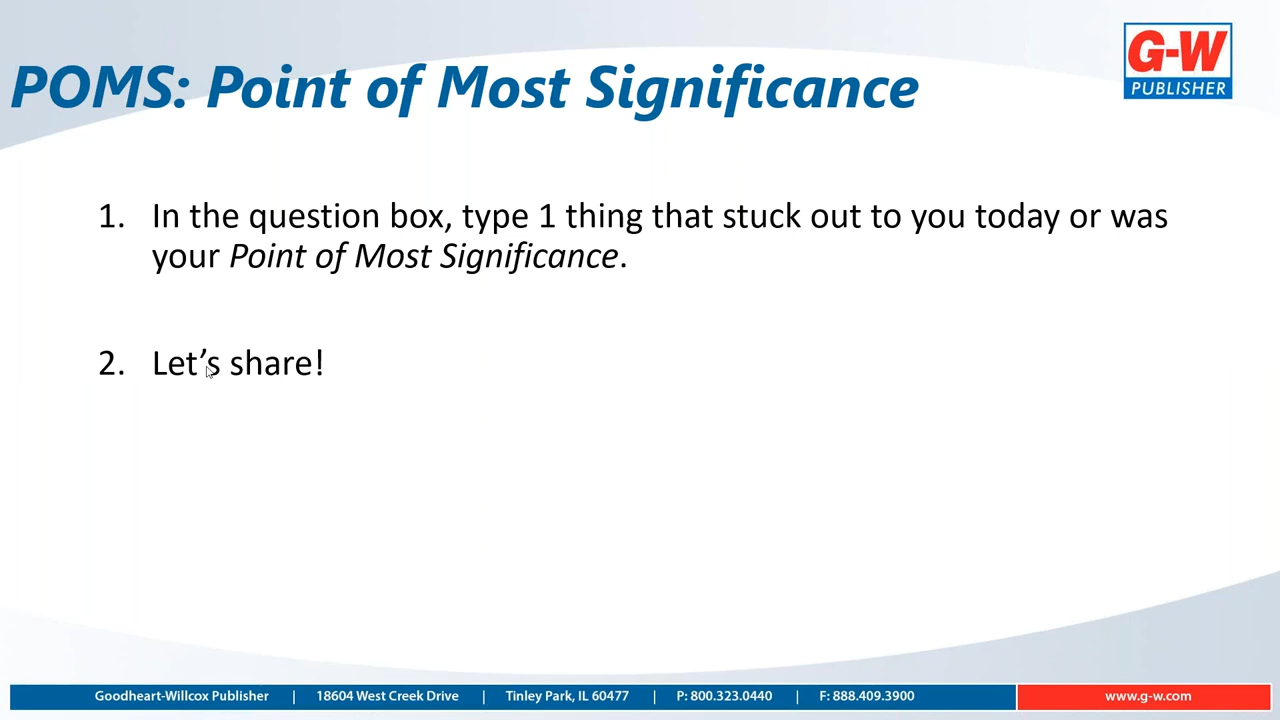 POMS: Point of Most Significance
G-W
PUBLISHER
1. In the question box, type 1 thing that stuck out to you today or was
your Point of Most Significance.
2. Let’s share!
Goodheart-Willcox Publisher | 18604 West Creek Drive | Tinley Park, IL 60477 | P: 800.323.0440 | F: 888.409.3900 www.g-w.com